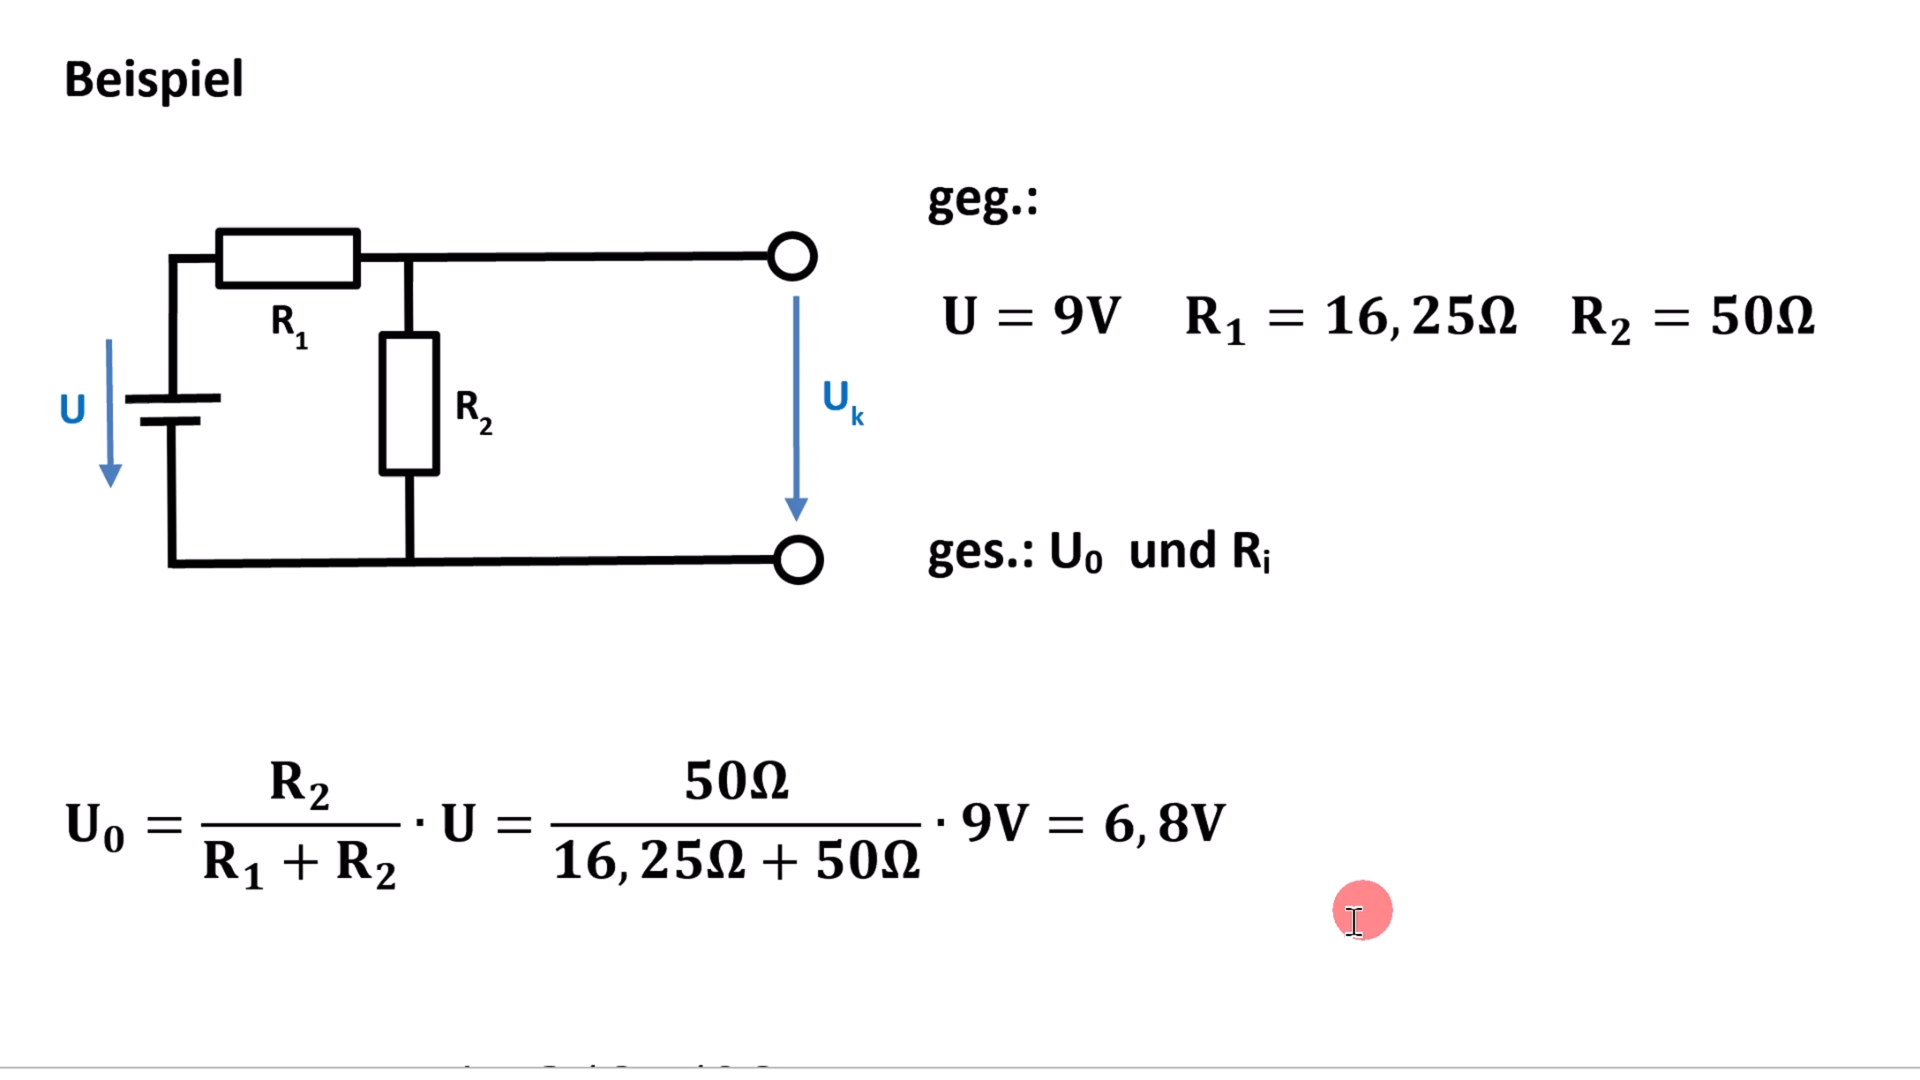 Beispiel
geg.:
U = 9V R₁ = 16,25Ω R₂ = 50Ω
R₁
U
R₂
Uₖ
ges.: U₀ und Rᵢ
U₀ = R₂ / (R₁ + R₂) · U = 50Ω / (16,25Ω + 50Ω) · 9V = 6,8V